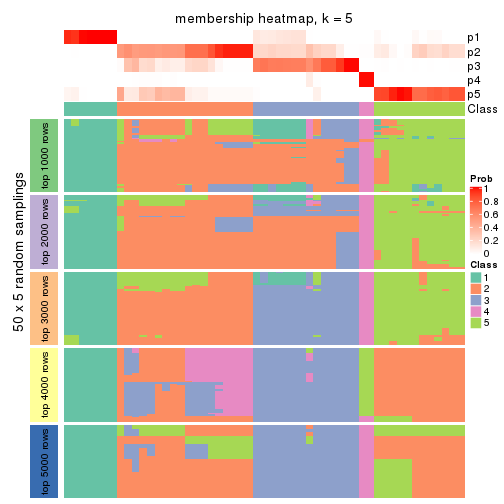 membership heatmap, k = 5
p1
p2
p3
p4
p5
Class
50 x 5 random samplings
top 1000 rows
top 2000 rows
top 3000 rows
top 4000 rows
top 5000 rows
Prob
1
0.8
0.6
0.4
0.2
0
Class
1
2
3
4
5